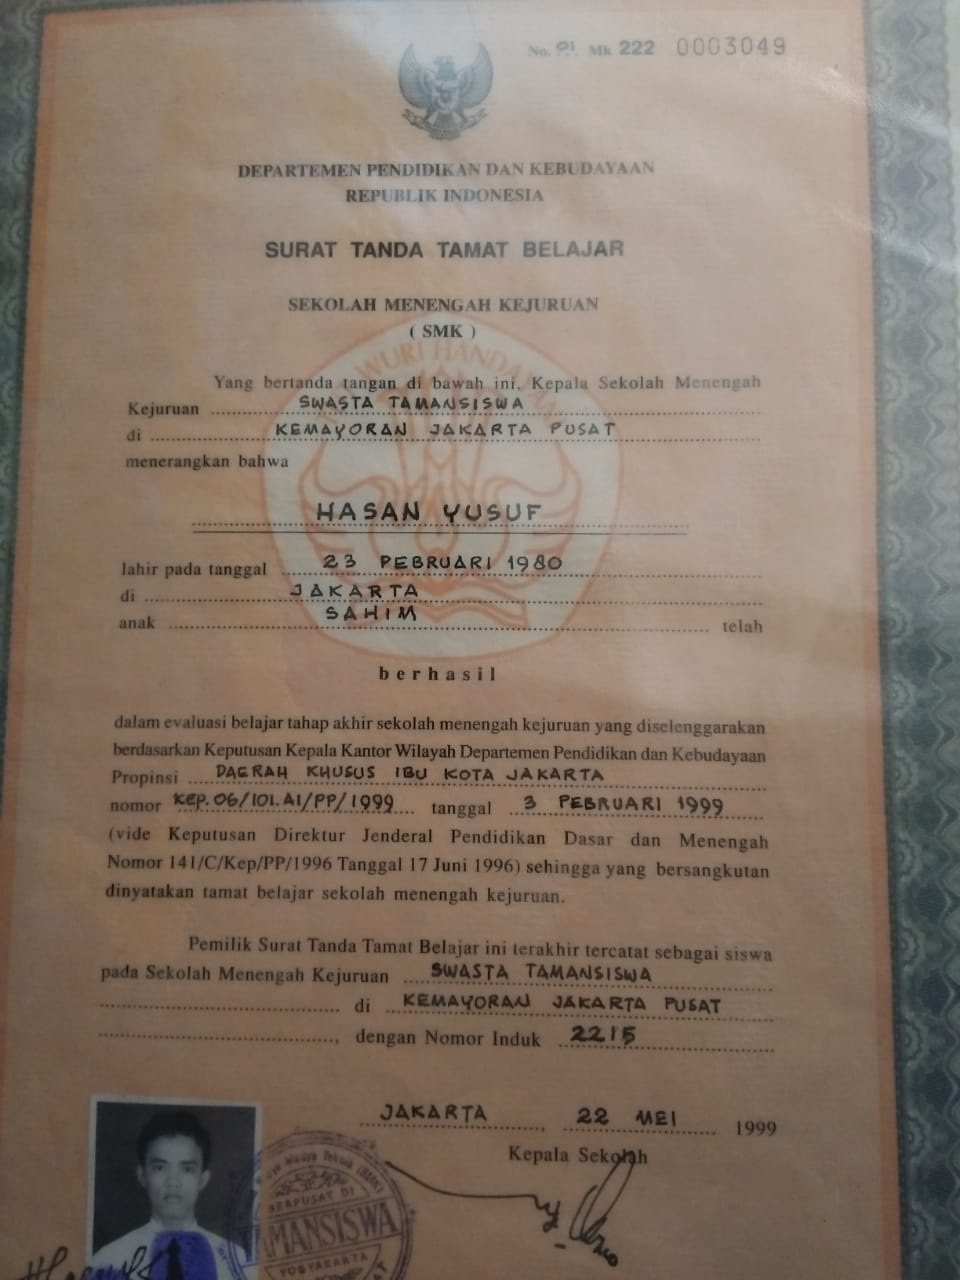 No. 01 Mk 222 0003049
DEPARTEMEN PENDIDIKAN DAN KEBUDAYAAN
REPUBLIK INDONESIA
SURAT TANDA TAMAT BELAJAR
SEKOLAH MENENGAH KEJURUAN
( SMK )
WURI HANDA
Yang bertanda tangan di bawah ini, Kepala Sekolah Menengah
Kejuruan SWASTA TAMANSISWA
di KEMAYORAN JAKARTA PUSAT
menerangkan bahwa
HASAN YUSUF
lahir pada tanggal 23 PEBRUARI 1980
di JAKARTA
anak SAHIM telah
berhasil
dalam evaluasi belajar tahap akhir sekolah menengah kejuruan yang diselenggarakan
berdasarkan Keputusan Kepala Kantor Wilayah Departemen Pendidikan dan Kebudayaan
Propinsi DAERAH KHUSUS IBU KOTA JAKARTA
nomor Kep.06/101.A1/PP/1999 tanggal 3 PEBRUARI 1999
(vide Keputusan Direktur Jenderal Pendidikan Dasar dan Menengah
Nomor 141/C/Kep/PP/1996 Tanggal 17 Juni 1996) sehingga yang bersangkutan
dinyatakan tamat belajar sekolah menengah kejuruan.
Pemilik Surat Tanda Tamat Belajar ini terakhir tercatat sebagai siswa
pada Sekolah Menengah Kejuruan SWASTA TAMANSISWA
di KEMAYORAN JAKARTA PUSAT
, dengan Nomor Induk 2215
JAKARTA, 22 MEI 1999
Kepala Sekolah
BERPUSAT DI
TAMANSISWA
YOGYAKARTA